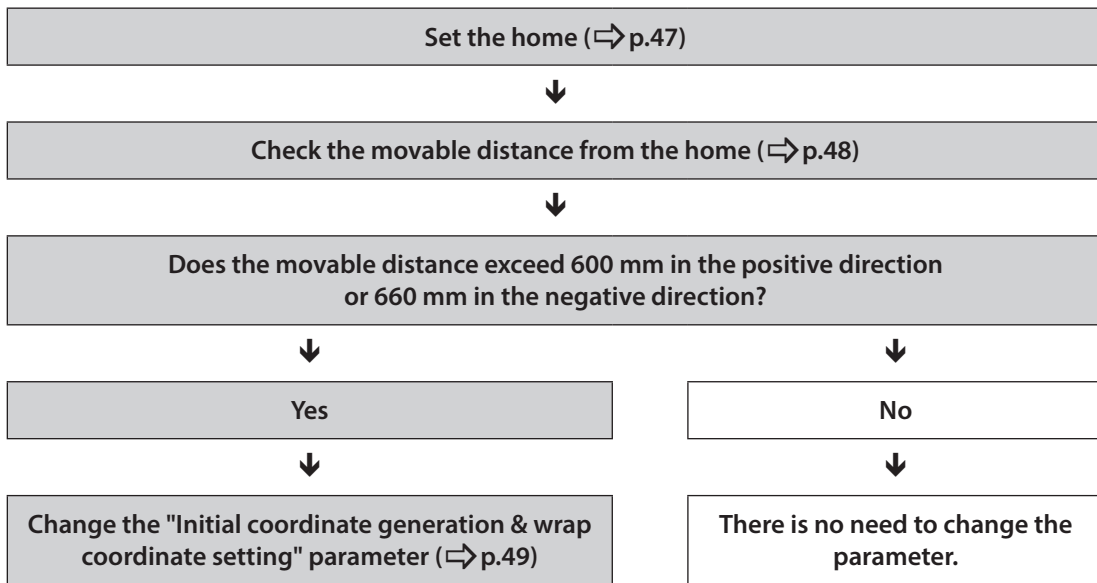 Set the home (⇨ p.47)
Check the movable distance from the home (⇨ p.48)
Does the movable distance exceed 600 mm in the positive direction
or 660 mm in the negative direction?
Yes
No
Change the "Initial coordinate generation & wrap
coordinate setting" parameter (⇨ p.49)
There is no need to change the
parameter.